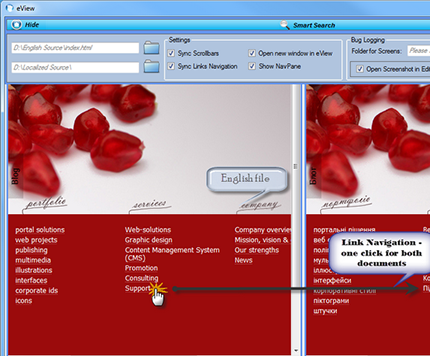 eView
Hide
Smart Search
Settings
Bug Logging
D:\English Source\index.html
Sync Scrollbars
Open new window in eView
Folder for Screens:
Please
D:\Localized Source\
Sync Links Navigation
Show NavPane
Open Screenshot in Edi
Blog
Блог
English file
portfolio
services
company
портфоліо
portal solutions
web projects
publishing
multimedia
illustrations
interfaces
corporate ids
icons
Web-solutions
Graphic design
Content Management System
(CMS)
Promotion
Consulting
Support
Company overview
Mission, vision &
Our strengths
News
портальні рішення
веб
інтерфейси
корпоративні стилі
піктограми
штучки
Link Navigation -
one click for both
documents